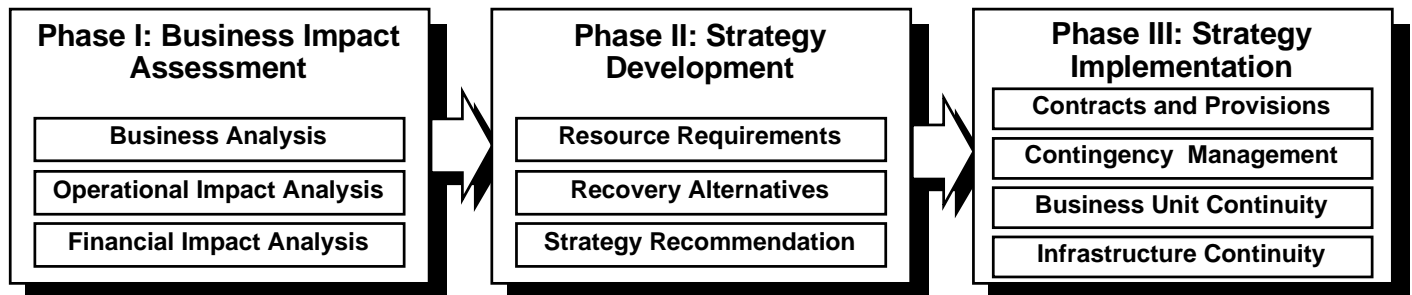 Phase I: Business Impact
Assessment
Business Analysis
Operational Impact Analysis
Financial Impact Analysis
Phase II: Strategy
Development
Resource Requirements
Recovery Alternatives
Strategy Recommendation
Phase III: Strategy
Implementation
Contracts and Provisions
Contingency  Management
Business Unit Continuity
Infrastructure Continuity